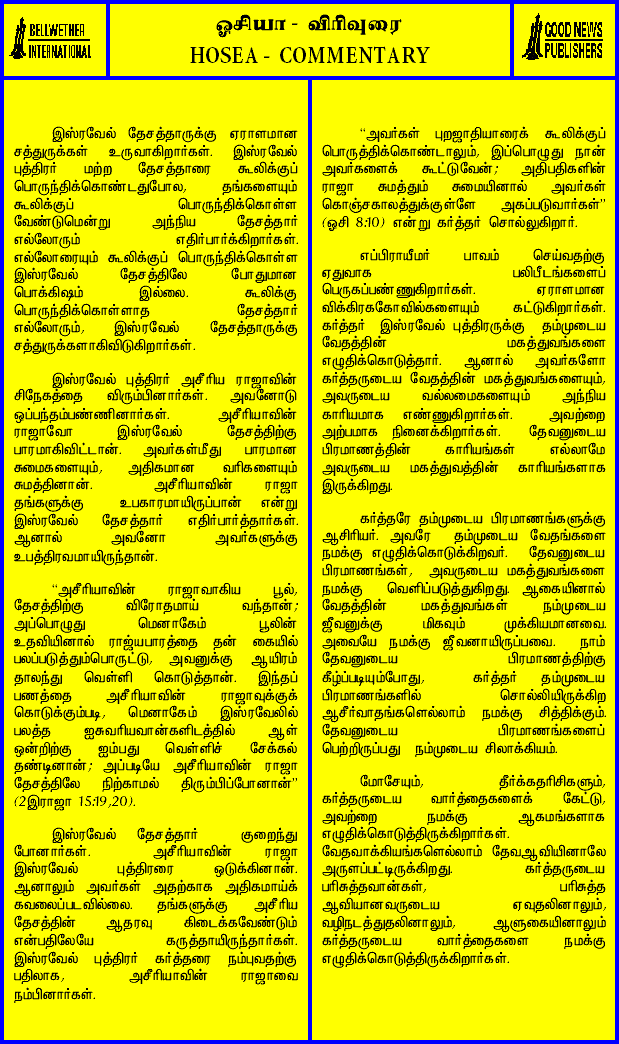 BELLWETHER
INTERNATIONAL
ஓசியா - விரிவுரை
HOSEA - COMMENTARY
GOOD NEWS
PUBLISHERS
இஸ்ரவேல் தேசத்தாருக்கு ஏராளமான
சத்துருக்கள் உருவாகிறார்கள். இஸ்ரவேல்
புத்திரர் மற்ற தேசத்தாரை கூலிக்குப்
பொருந்திக்கொண்டதுபோல, தங்களையும்
கூலிக்குப் பொருந்திக்கொள்ள
வேண்டுமென்று அந்நிய தேசத்தார்
எல்லோரும் எதிர்பார்க்கிறார்கள்.
எல்லோரையும் கூலிக்குப் பொருந்திக்கொள்ள
இஸ்ரவேல் தேசத்திலே போதுமான
பொக்கிஷம் இல்லை. கூலிக்கு
பொருந்திக்கொள்ளாத தேசத்தார்
எல்லோரும், இஸ்ரவேல் தேசத்தாருக்கு
சத்துருக்களாகிவிடுகிறார்கள்.
இஸ்ரவேல் புத்திரர் அசீரிய ராஜாவின்
சிநேகத்தை விரும்பினார்கள். அவனோடு
ஒப்பந்தம்பண்ணினார்கள். அசீரியாவின்
ராஜாவோ இஸ்ரவேல் தேசத்திற்கு
பாரமாகிவிட்டான். அவர்கள்மீது பாரமான
சுமைகளையும், அதிகமான வரிகளையும்
சுமத்தினான். அசீரியாவின் ராஜா
தங்களுக்கு உபகாரமாயிருப்பான் என்று
இஸ்ரவேல் தேசத்தார் எதிர்பார்த்தார்கள்.
ஆனால் அவனோ அவர்களுக்கு
உபத்திரவமாயிருந்தான்.
“அசீரியாவின் ராஜாவாகிய பூல்,
தேசத்திற்கு விரோதமாய் வந்தான்;
அப்பொழுது மெனாகேம் பூலின்
உதவியினால் ராஜ்யபாரத்தை தன் கையில்
பலப்படுத்தும்பொருட்டு, அவனுக்கு ஆயிரம்
தாலந்து வெள்ளி கொடுத்தான். இந்தப்
பணத்தை அசீரியாவின் ராஜாவுக்குக்
கொடுக்கும்படி, மெனாகேம் இஸ்ரவேலில்
பலத்த ஐசுவரியவான்களிடத்தில் ஆள்
ஒன்றிற்கு ஐம்பது வெள்ளிச் சேக்கல்
தண்டினான்; அப்படியே அசீரியாவின் ராஜா
தேசத்திலே நிற்காமல் திரும்பிப்போனான்”
(2இராஜா 15:19,20).
இஸ்ரவேல் தேசத்தார் குறைந்து
போனார்கள். அசீரியாவின் ராஜா
இஸ்ரவேல் புத்திரரை ஒடுக்கினான்.
ஆனாலும் அவர்கள் அதற்காக அதிகமாய்க்
கவலைப்படவில்லை. தங்களுக்கு அசீரிய
தேசத்தின் ஆதரவு கிடைக்கவேண்டும்
என்பதிலேயே கருத்தாயிருந்தார்கள்.
இஸ்ரவேல் புத்திரர் கர்த்தரை நம்புவதற்கு
பதிலாக, அசீரியாவின் ராஜாவை
நம்பினார்கள்.
“அவர்கள் புறஜாதியாரைக் கூலிக்குப்
பொருத்திக்கொண்டாலும், இப்பொழுது நான்
அவர்களைக் கூட்டுவேன்; அதிபதிகளின்
ராஜா சுமத்தும் சுமையினால் அவர்கள்
கொஞ்சகாலத்துக்குள்ளே அகப்படுவார்கள்”
(ஓசி 8:10) என்று கர்த்தர் சொல்லுகிறார்.
எப்பிராயீமர் பாவம் செய்வதற்கு
ஏதுவாக பலிபீடங்களைப்
பெருகப்பண்ணுகிறார்கள். ஏராளமான
விக்கிரககோவில்களையும் கட்டுகிறார்கள்.
கர்த்தர் இஸ்ரவேல் புத்திரருக்கு தம்முடைய
வேதத்தின் மகத்துவங்களை
எழுதிக்கொடுத்தார். ஆனால் அவர்களோ
கர்த்தருடைய வேதத்தின் மகத்துவங்களையும்,
அவருடைய வல்லமைகளையும் அந்நிய
காரியமாக எண்ணுகிறார்கள். அவற்றை
அற்பமாக நினைக்கிறார்கள். தேவனுடைய
பிரமாணத்தின் காரியங்கள் எல்லாமே
அவருடைய மகத்துவத்தின் காரியங்களாக
இருக்கிறது.
கர்த்தரே தம்முடைய பிரமாணங்களுக்கு
ஆசிரியர். அவரே தம்முடைய வேதங்களை
நமக்கு எழுதிக்கொடுக்கிறவர். தேவனுடைய
பிரமாணங்கள், அவருடைய மகத்துவங்களை
நமக்கு வெளிப்படுத்துகிறது. ஆகையினால்
வேதத்தின் மகத்துவங்கள் நம்முடைய
ஜீவனுக்கு மிகவும் முக்கியமானவை.
அவையே நமக்கு ஜீவனாயிருப்பவை. நாம்
தேவனுடைய பிரமாணத்திற்கு
கீழ்ப்படியும்போது, கர்த்தர் தம்முடைய
பிரமாணங்களில் சொல்லியிருக்கிற
ஆசீர்வாதங்களெல்லாம் நமக்கு சித்திக்கும்.
தேவனுடைய பிரமாணங்களைப்
பெற்றிருப்பது நம்முடைய சிலாக்கியம்.
மோசேயும், தீர்க்கதரிசிகளும்,
கர்த்தருடைய வார்த்தைகளைக் கேட்டு,
அவற்றை நமக்கு ஆகமங்களாக
எழுதிக்கொடுத்திருக்கிறார்கள்.
வேதவாக்கியங்களெல்லாம் தேவஆவியினாலே
அருளப்பட்டிருக்கிறது. கர்த்தருடைய
பரிசுத்தவான்கள், பரிசுத்த
ஆவியானவருடைய ஏவுதலினாலும்,
வழிநடத்துதலினாலும், ஆளுகையினாலும்
கர்த்தருடைய வார்த்தைகளை நமக்கு
எழுதிக்கொடுத்திருக்கிறார்கள்.